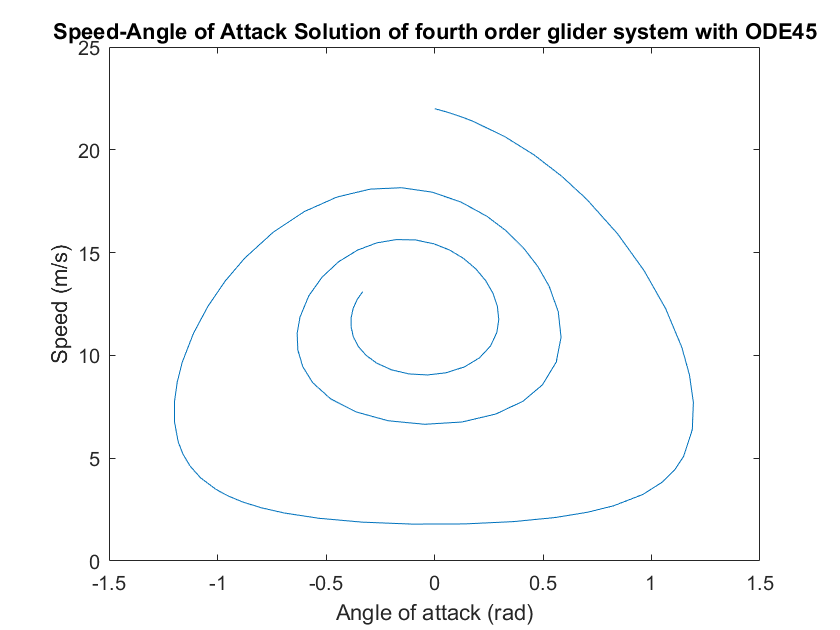 Speed-Angle of Attack Solution of fourth order glider system with ODE45
25
20
15
10
5
0
Speed (m/s)
-1.5 -1 -0.5 0 0.5 1 1.5
Angle of attack (rad)